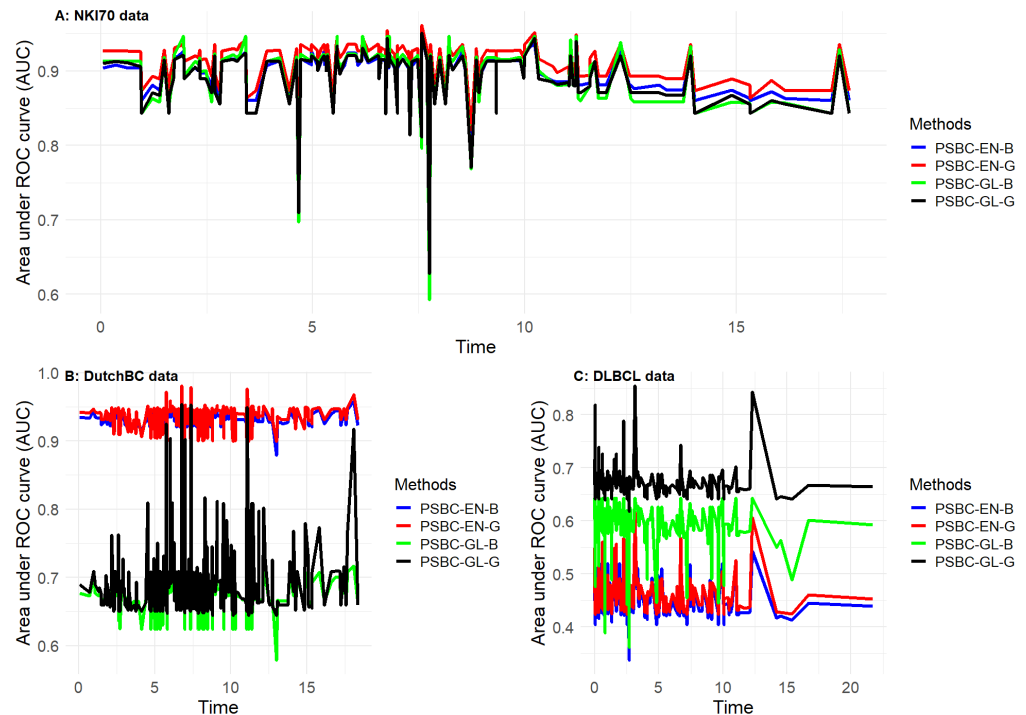 A: NKI70 data
Area under ROC curve (AUC)
0.9
0.8
0.7
0.6
0
5
10
15
Time
Methods
PSBC-EN-B
PSBC-EN-G
PSBC-GL-B
PSBC-GL-G
B: DutchBC data
Area under ROC curve (AUC)
1.0
0.9
0.8
0.7
0.6
0
5
10
15
Time
Methods
PSBC-EN-B
PSBC-EN-G
PSBC-GL-B
PSBC-GL-G
C: DLBCL data
Area under ROC curve (AUC)
0.8
0.7
0.6
0.5
0.4
0
5
10
15
20
Time
Methods
PSBC-EN-B
PSBC-EN-G
PSBC-GL-B
PSBC-GL-G